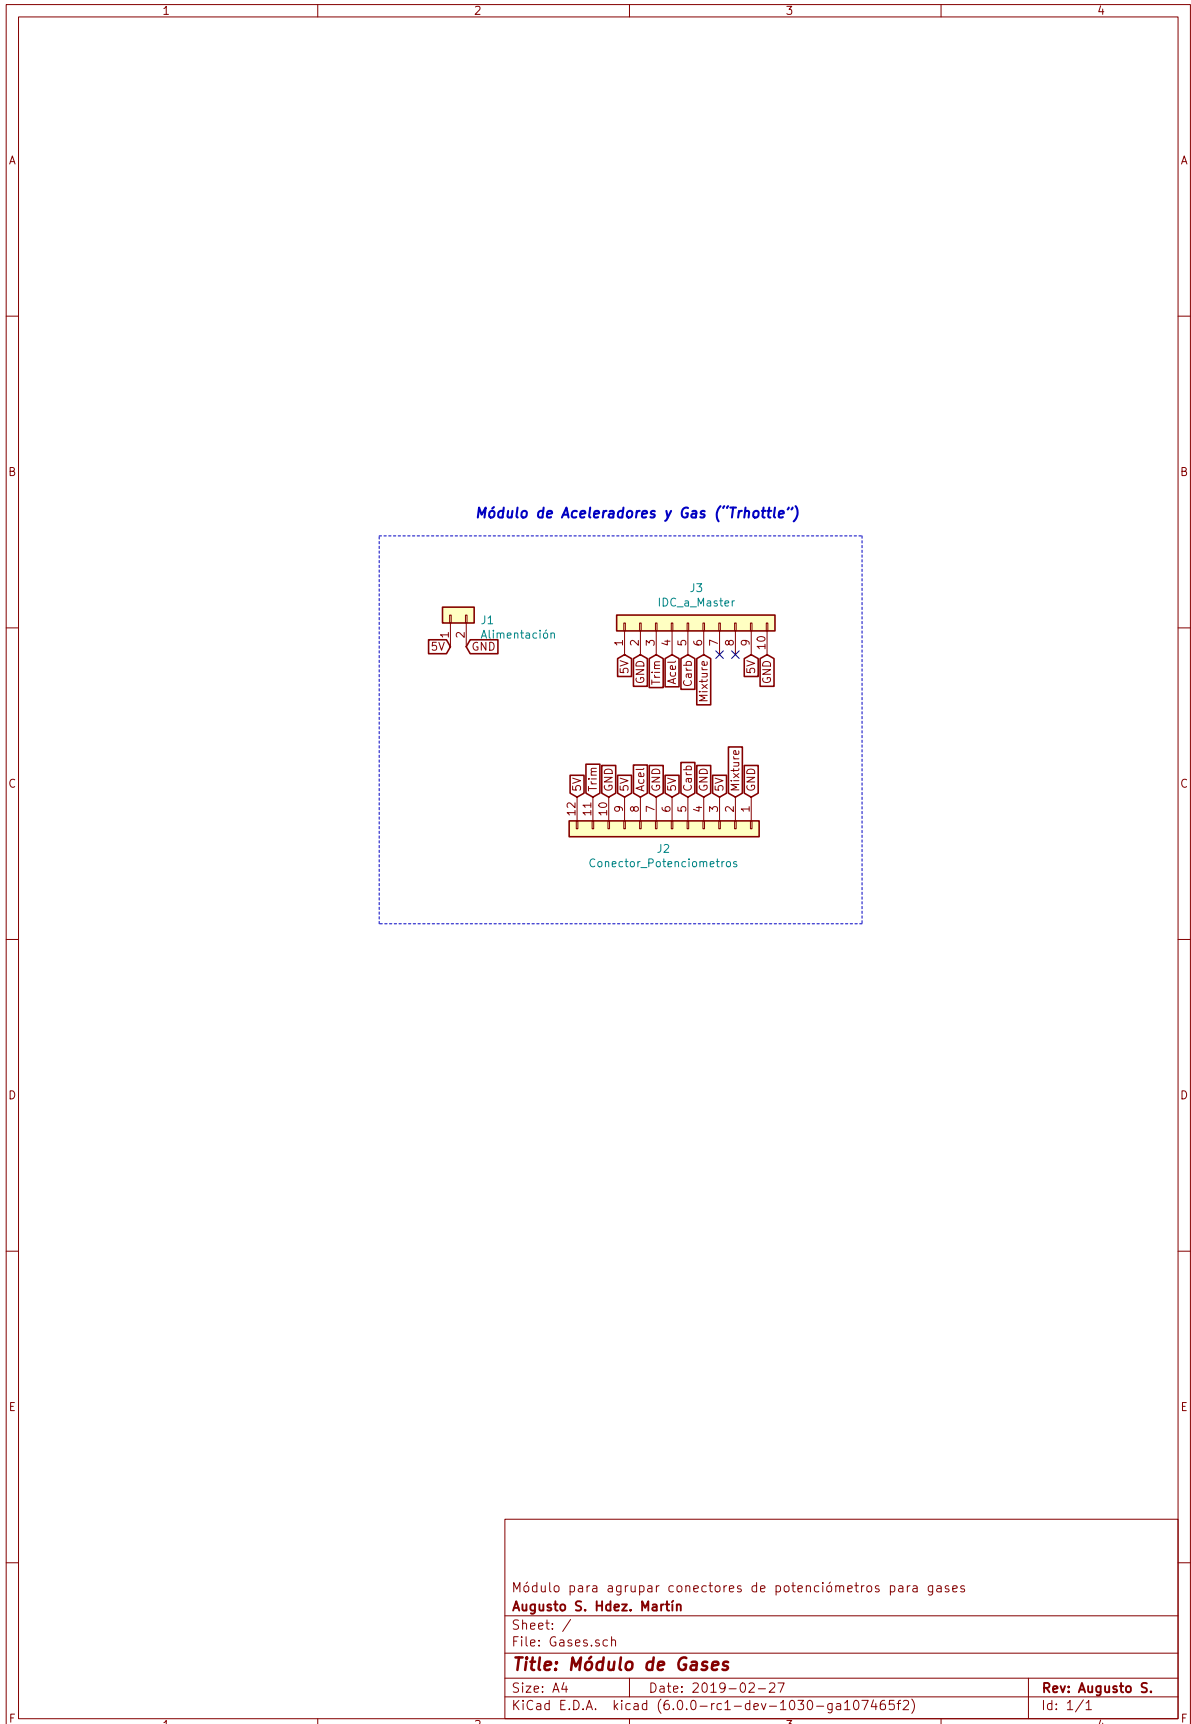 1 2 3 4
A A
B B
Módulo de Aceleradores y Gas ("Trhottle")
J3
IDC_a_Master
J1
Alimentación
1 2
5V GND
1 2 3 4 5 6 7 8 9 10
5V GND Trim Acel Carb Mixture 5V GND
C C
5V Trim GND 5V Acel GND 5V Carb GND 5V Mixture GND
12 11 10 9 8 7 6 5 4 3 2 1
J2
Conector_Potenciometros
D D
E E
Módulo para agrupar conectores de potenciómetros para gases
Augusto S. Hdez. Martín
Sheet: /
File: Gases.sch
Title: Módulo de Gases
Size: A4 Date: 2019-02-27 Rev: Augusto S.
KiCad E.D.A. kicad (6.0.0-rc1-dev-1030-ga107465f2) Id: 1/1
F F
1 2 3 4